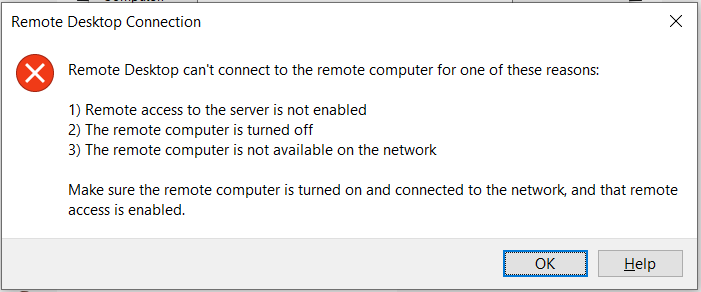 Remote Desktop Connection
Remote Desktop can't connect to the remote computer for one of these reasons:
1) Remote access to the server is not enabled
2) The remote computer is turned off
3) The remote computer is not available on the network
Make sure the remote computer is turned on and connected to the network, and that remote
access is enabled.
OK
Help